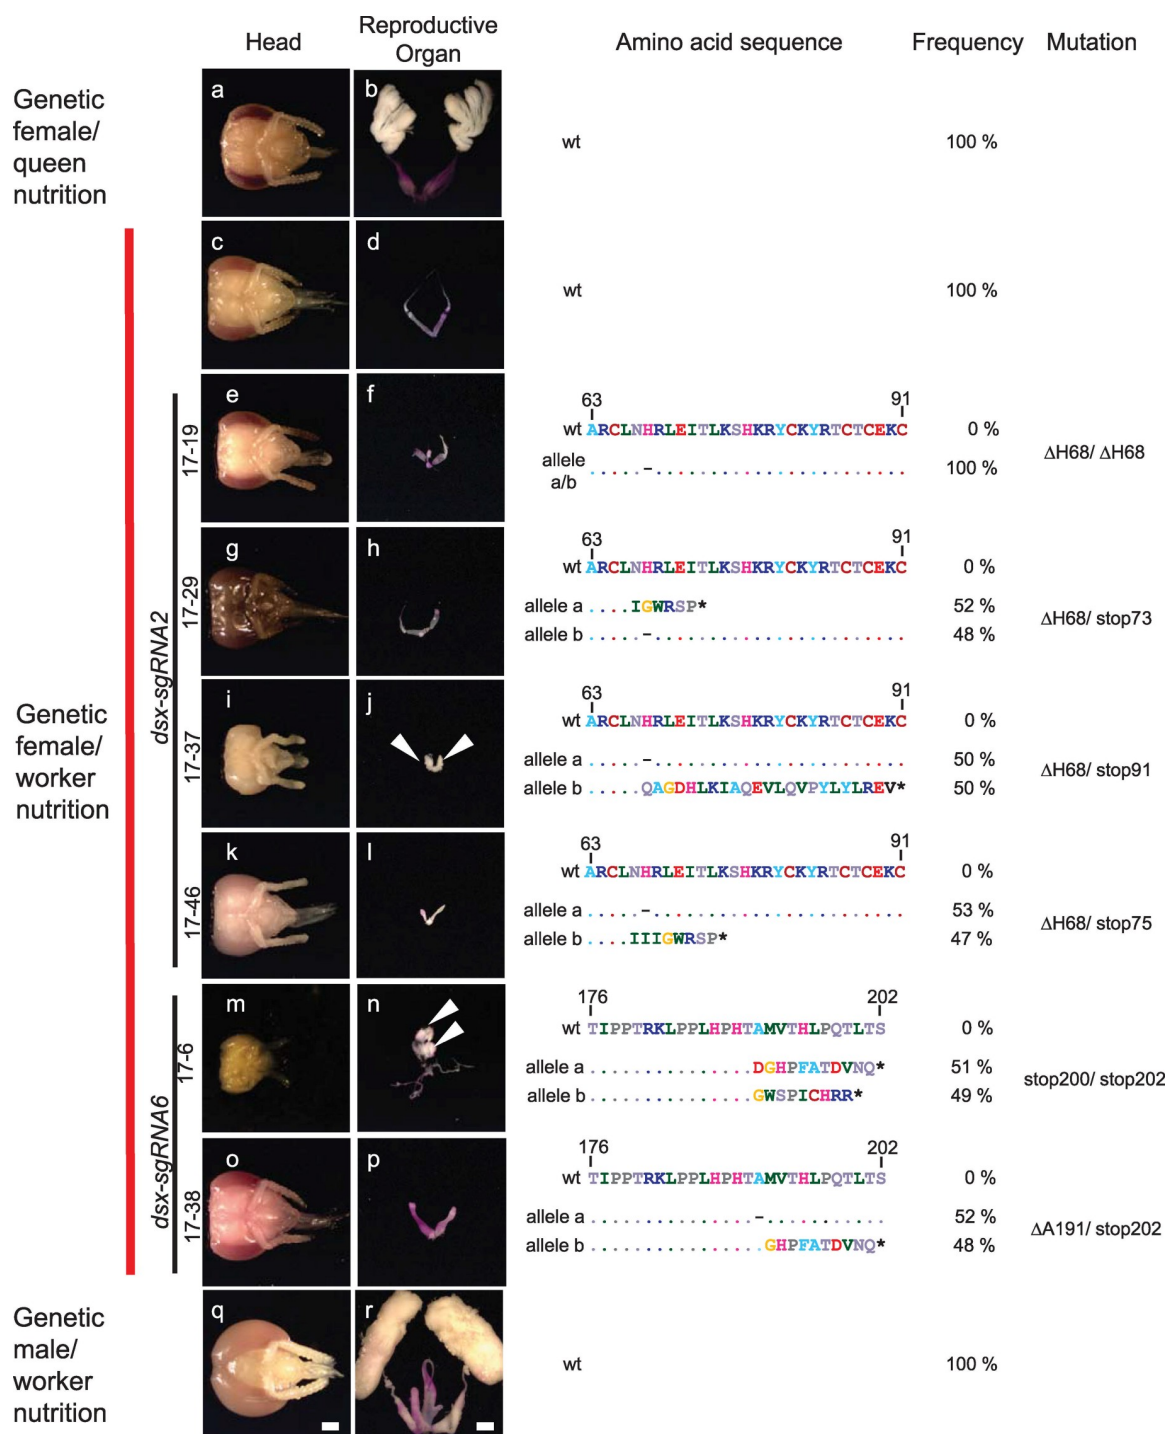 Head
Reproductive
Organ
Amino acid sequence
Frequency
Mutation
Genetic
female/
queen
nutrition
a
b
wt
100 %
c
d
wt
100 %
Genetic
female/
worker
nutrition
dsx-sgRNA2
17-19
e
f
63
91
wt ARCLNHRLEITLKSHKRYCKYRTCTCEKC
0 %
allele
a/b
.....-.......................
100 %
ΔH68/ ΔH68
17-29
g
h
63
91
wt ARCLNHRLEITLKSHKRYCKYRTCTCEKC
0 %
allele a ....IGWRSP*
52 %
allele b .....-.......................
48 %
ΔH68/ stop73
17-37
i
j
63
91
wt ARCLNHRLEITLKSHKRYCKYRTCTCEKC
0 %
allele a .....-.......................
50 %
allele b .....QAGDHLKIAQEVLQVPYLYLREV*
50 %
ΔH68/ stop91
17-46
k
l
63
91
wt ARCLNHRLEITLKSHKRYCKYRTCTCEKC
0 %
allele a .....-.......................
53 %
allele b ....IIIGWRSP*
47 %
ΔH68/ stop75
dsx-sgRNA6
17-6
m
n
176
202
wt TIPPTRKLPPLHPHTAMVTHLPQTLTS
0 %
allele a ...............DGHPFATDVNQ*
51 %
allele b ...............GWSPICHRR*
49 %
stop200/ stop202
17-38
o
p
176
202
wt TIPPTRKLPPLHPHTAMVTHLPQTLTS
0 %
allele a ...............-...........
52 %
allele b ................GHPFATDVNQ*
48 %
ΔA191/ stop202
Genetic
male/
worker
nutrition
q
r
wt
100 %